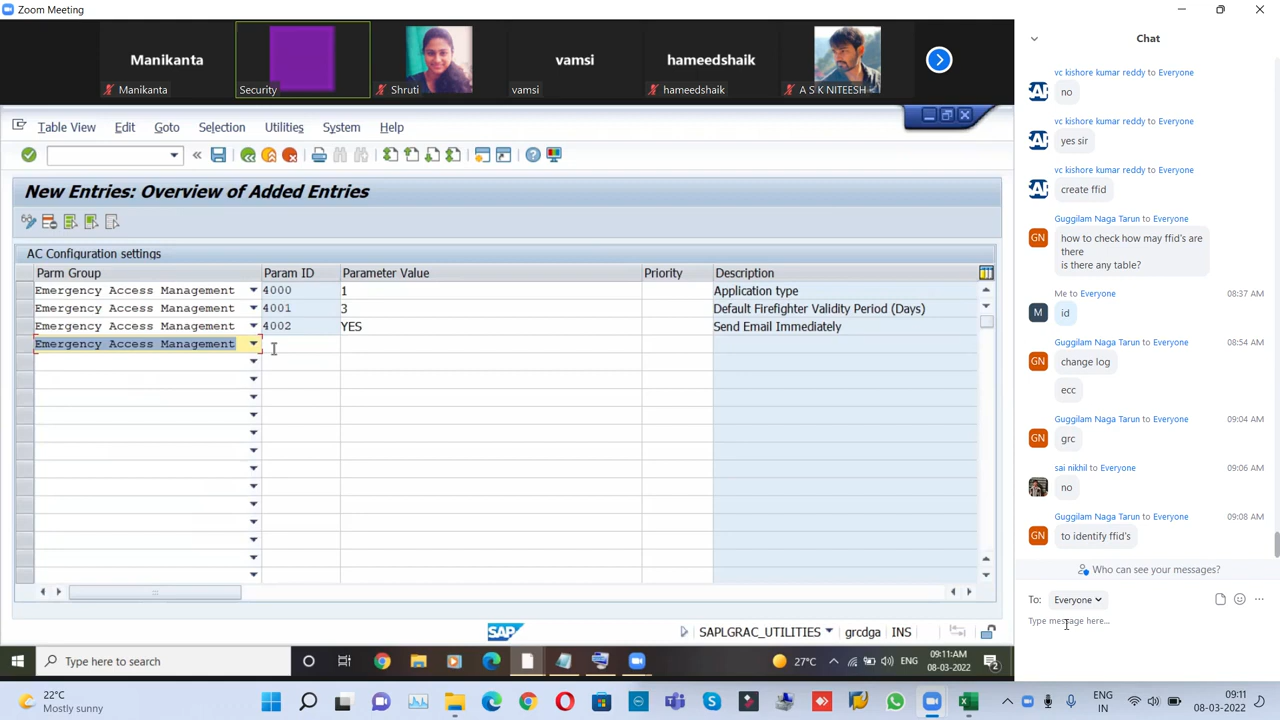 Zoom Meeting
Manikanta
Manikanta
Security
Shruti
vamsi
vamsi
hameedshaik
hameedshaik
A S K NITEESH
Chat
Table View Edit Goto Selection Utilities System Help
New Entries: Overview of Added Entries
AC Configuration settings
Parm Group Param ID Parameter Value Priority Description
Emergency Access Management 4000 1 Application type
Emergency Access Management 4001 3 Default Firefighter Validity Period (Days)
Emergency Access Management 4002 YES Send Email Immediately
Emergency Access Management
SAP SAPLGRAC_UTILITIES grcdga INS
Type here to search
27°C ENG 09:11:AM 08-03-2022 2
vc kishore kumar reddy to Everyone
no
vc kishore kumar reddy to Everyone
yes sir
vc kishore kumar reddy to Everyone
create ffid
Guggilam Naga Tarun to Everyone
GN
how to check how may ffid's are
there
is there any table?
Me to Everyone 08:37 AM
M id
Guggilam Naga Tarun to Everyone 08:54 AM
GN change log
ecc
Guggilam Naga Tarun to Everyone 09:04 AM
GN grc
sai nikhil to Everyone 09:06 AM
no
Guggilam Naga Tarun to Everyone 09:08 AM
GN to identify ffid's
Who can see your messages?
To: Everyone
Type message here...
22°C
Mostly sunny
Type here to search
ENG
IN
09:11
08-03-2022